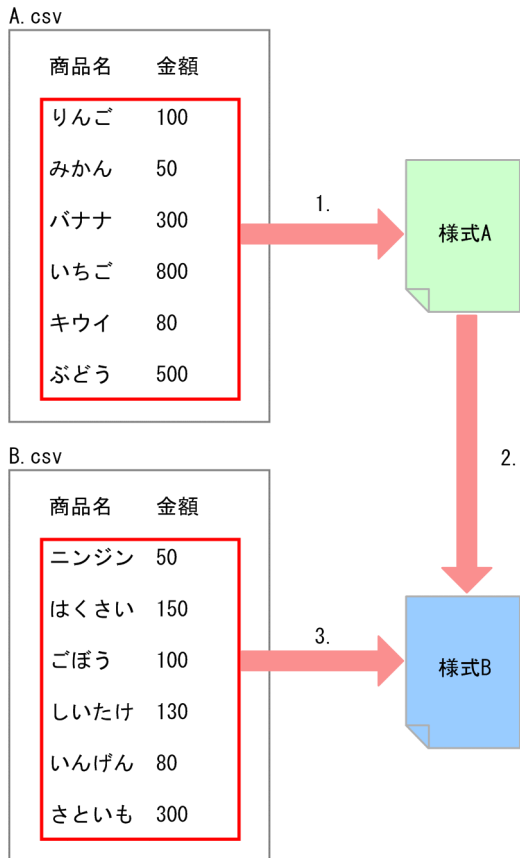 A.csv
商品名 金額
りんご 100
みかん 50
バナナ 300
いちご 800
キウイ 80
ぶどう 500
1.
様式A
2.
B.csv
商品名 金額
ニンジン 50
はくさい 150
ごぼう 100
しいたけ 130
いんげん 80
さといも 300
3.
様式B